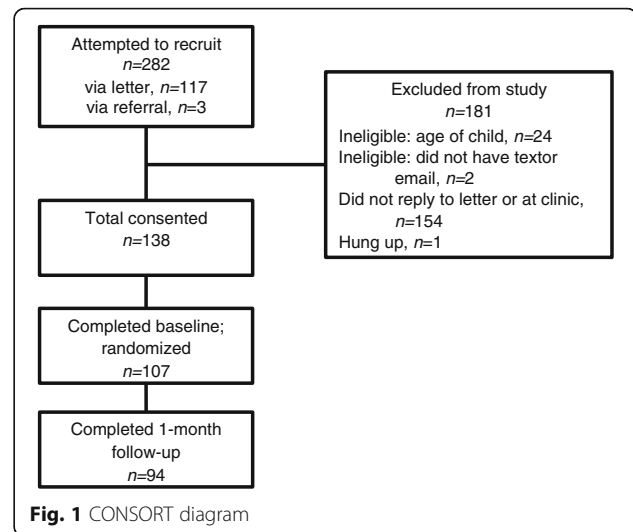 Attempted to recruit
n=282
via letter, n=117
via referral, n=3
Excluded from study
n=181
Ineligible: age of child, n=24
Ineligible: did not have textor
email, n=2
Did not reply to letter or at clinic,
n=154
Hung up, n=1
Total consented
n=138
Completed baseline;
randomized
n=107
Completed 1-month
follow-up
n=94
Fig. 1 CONSORT diagram